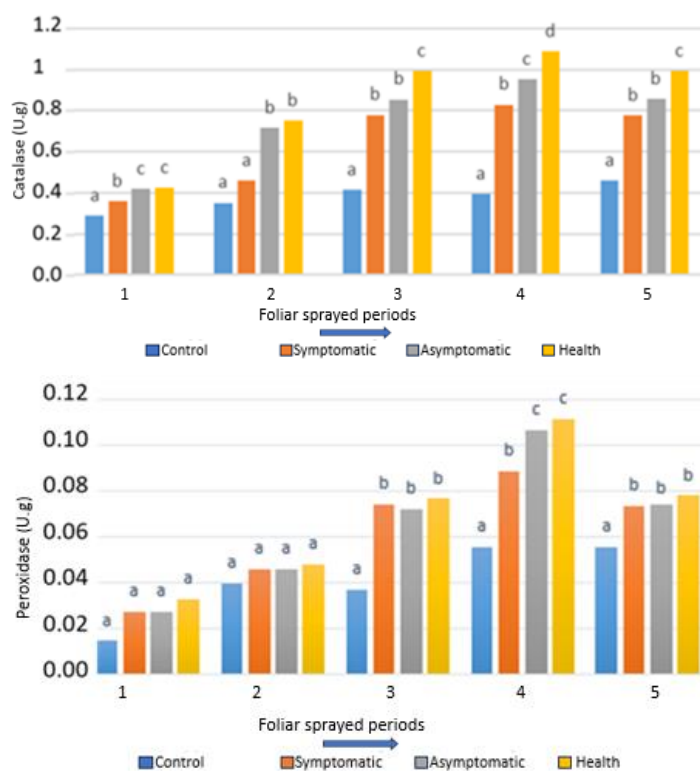 1.2
d
c
c
1
c
b
b
b
b
b
b
0.8
b
b
Catalase (U.g)
0.6
a
c
c
a
b
a
a
0.4
a
a
0.2
0.0
1
2
3
4
5
Foliar sprayed periods
Control
Symptomatic
Asymptomatic
Health
0.12
c
c
0.10
b
b
b
b
b
b
b
0.08
Peroxidase (U.g)
a
a
0.06
a
a
a
a
a
0.04
a
a
a
a
0.02
0.00
1
2
3
4
5
Foliar sprayed periods
Control
Symptomatic
Asymptomatic
Health